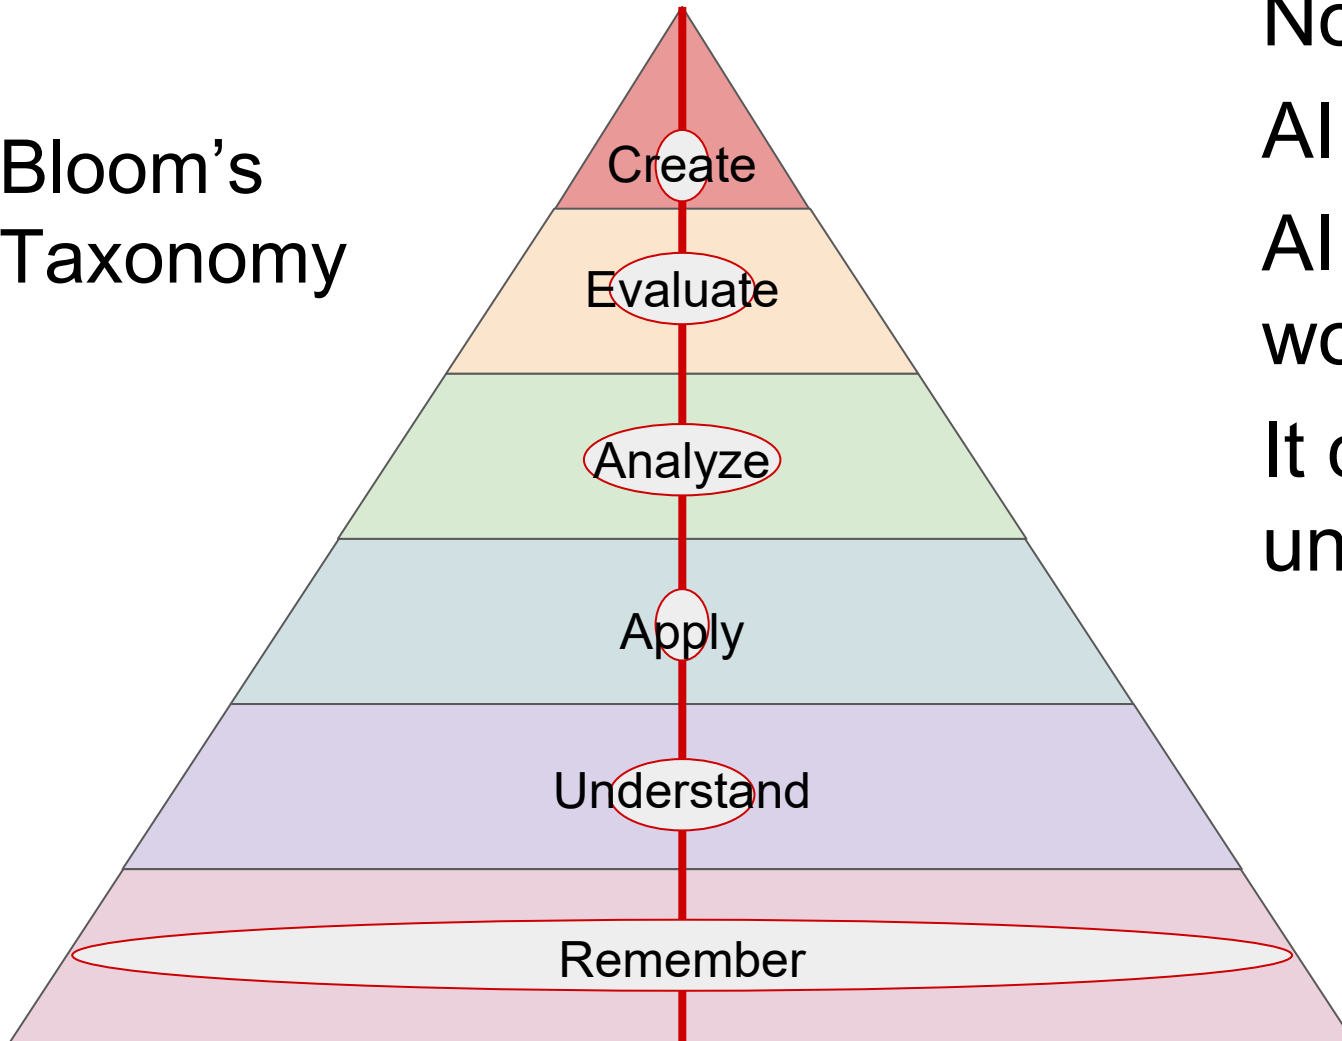 Bloom's
Taxonomy
Create
Evaluate
Analyze
Apply
Understand
Remember
AI
AI
It